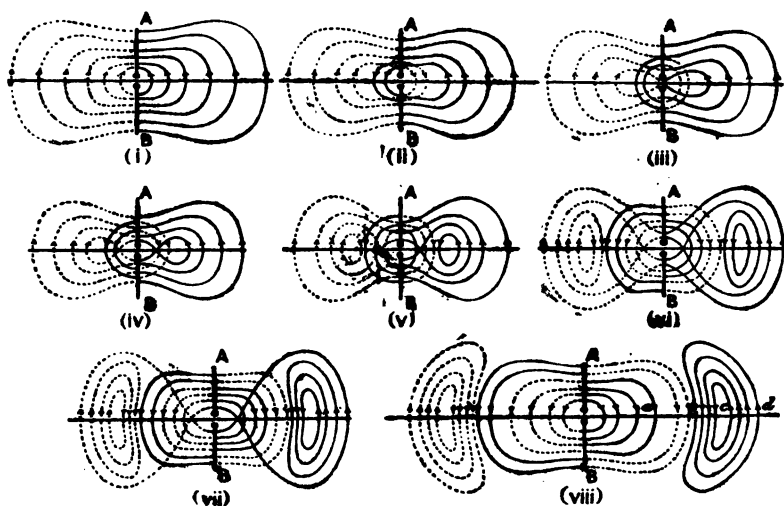 A A A
B B B
(i) (ii) (iii)
A A A
B B B
(iv) (v)
A A
B B
(vii) (viii)